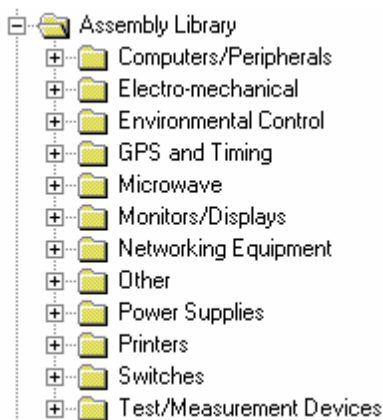 Assembly Library
Computers/Peripherals
Electro-mechanical
Environmental Control
GPS and Timing
Microwave
Monitors/Displays
Networking Equipment
Other
Power Supplies
Printers
Switches
Test/Measurement Devices